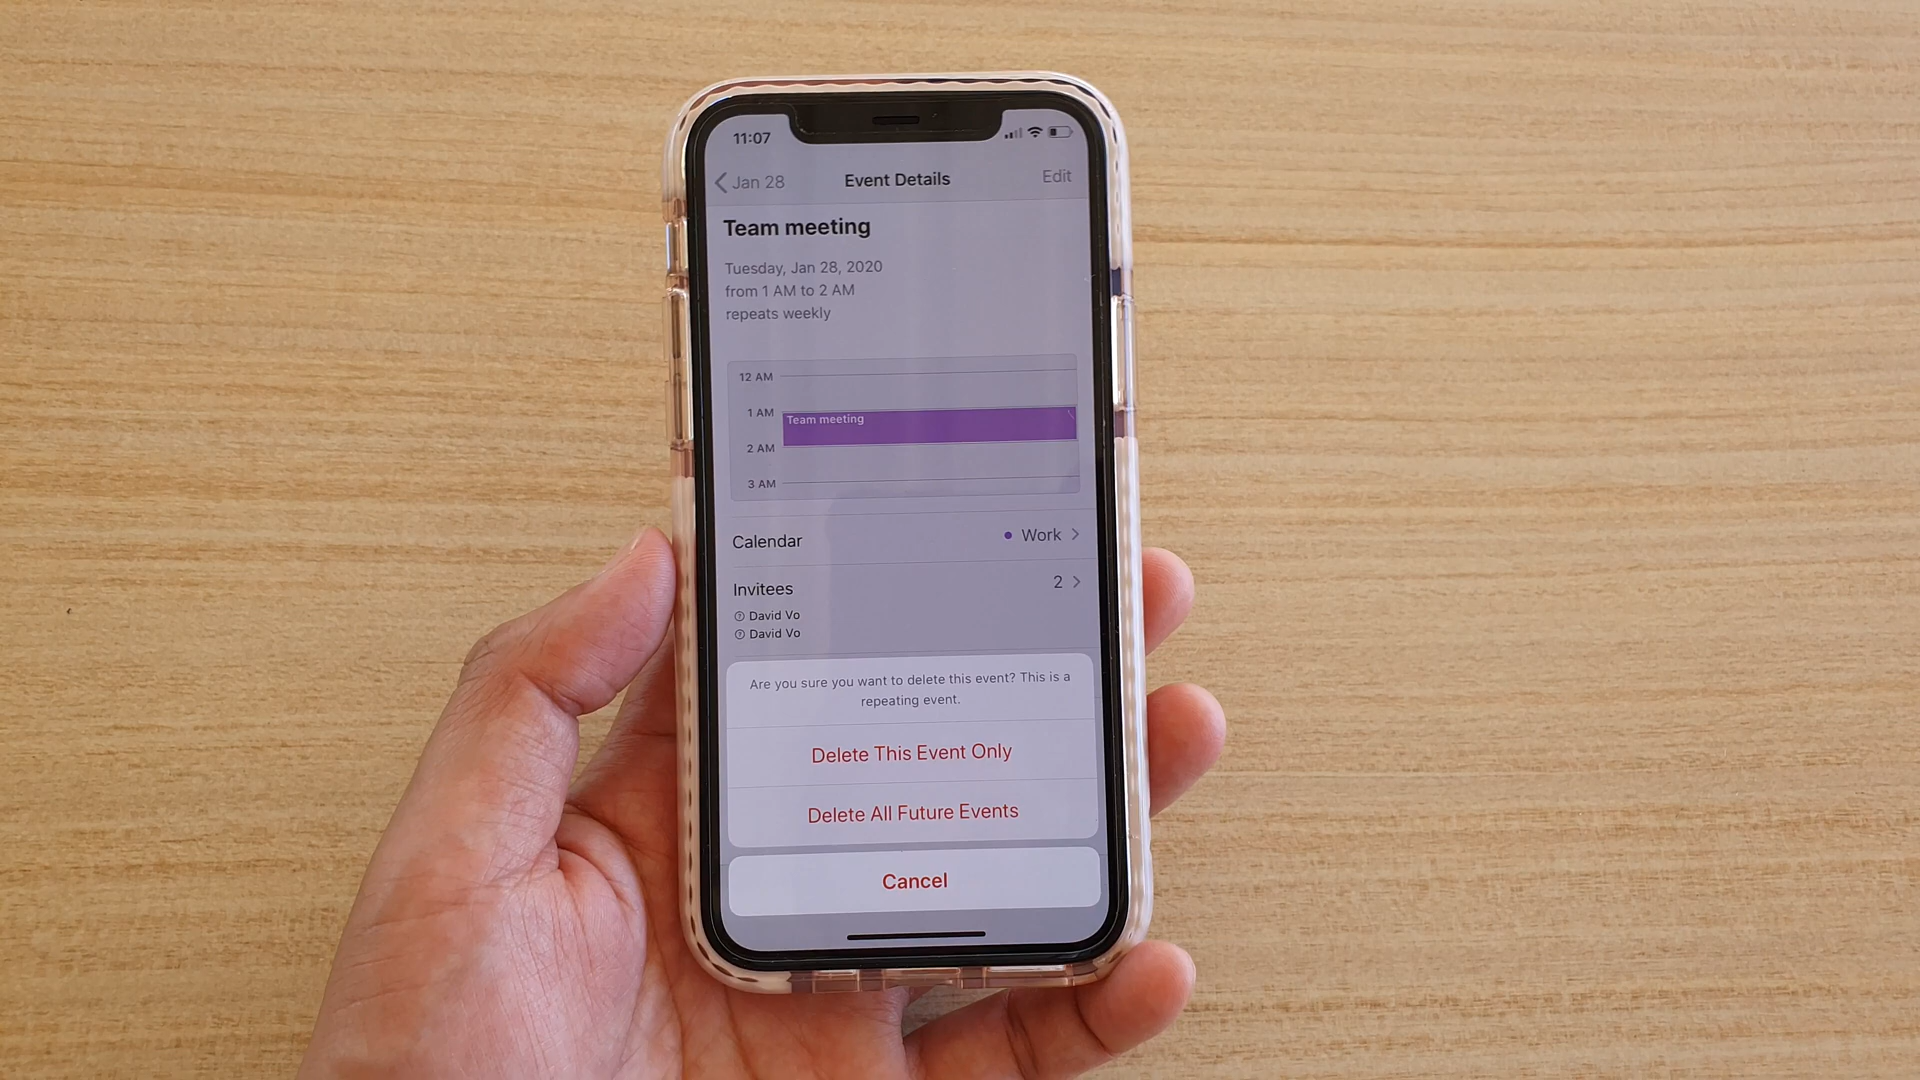 11:07
Jan 28 Event Details Edit
Team meeting
Tuesday, Jan 28, 2020
from 1 AM to 2 AM
repeats weekly
12 AM
1 AM
Team meeting
2 AM
3 AM
Calendar Work
Invitees 2
David Vo
David Vo
Are you sure you want to delete this event? This is a
repeating event.
Delete This Event Only
Delete All Future Events
Cancel